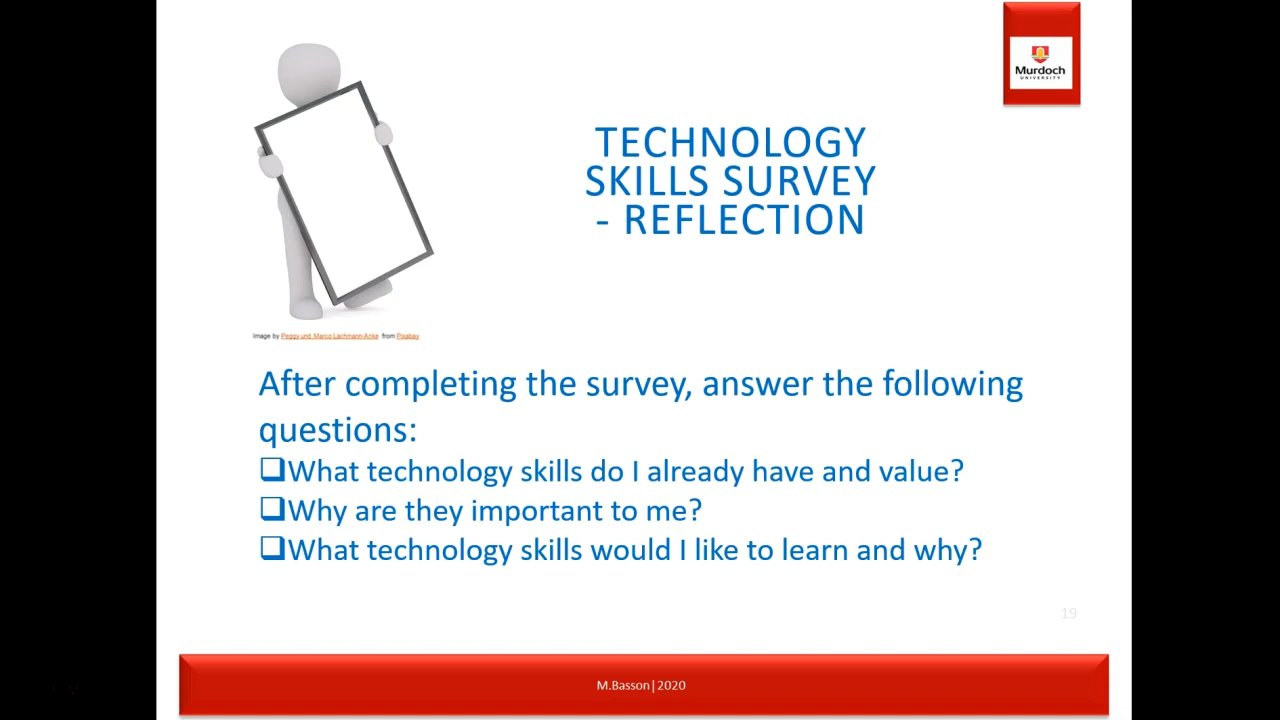 Murdoch
UNIVERSITY
TECHNOLOGY
SKILLS SURVEY
- REFLECTION
Image by Peggy und Marco Lachmann-Anke from Pixabay
After completing the survey, answer the following
questions:
❑What technology skills do I already have and value?
❑Why are they important to me?
❑What technology skills would I like to learn and why?
19
M.Basson|2020